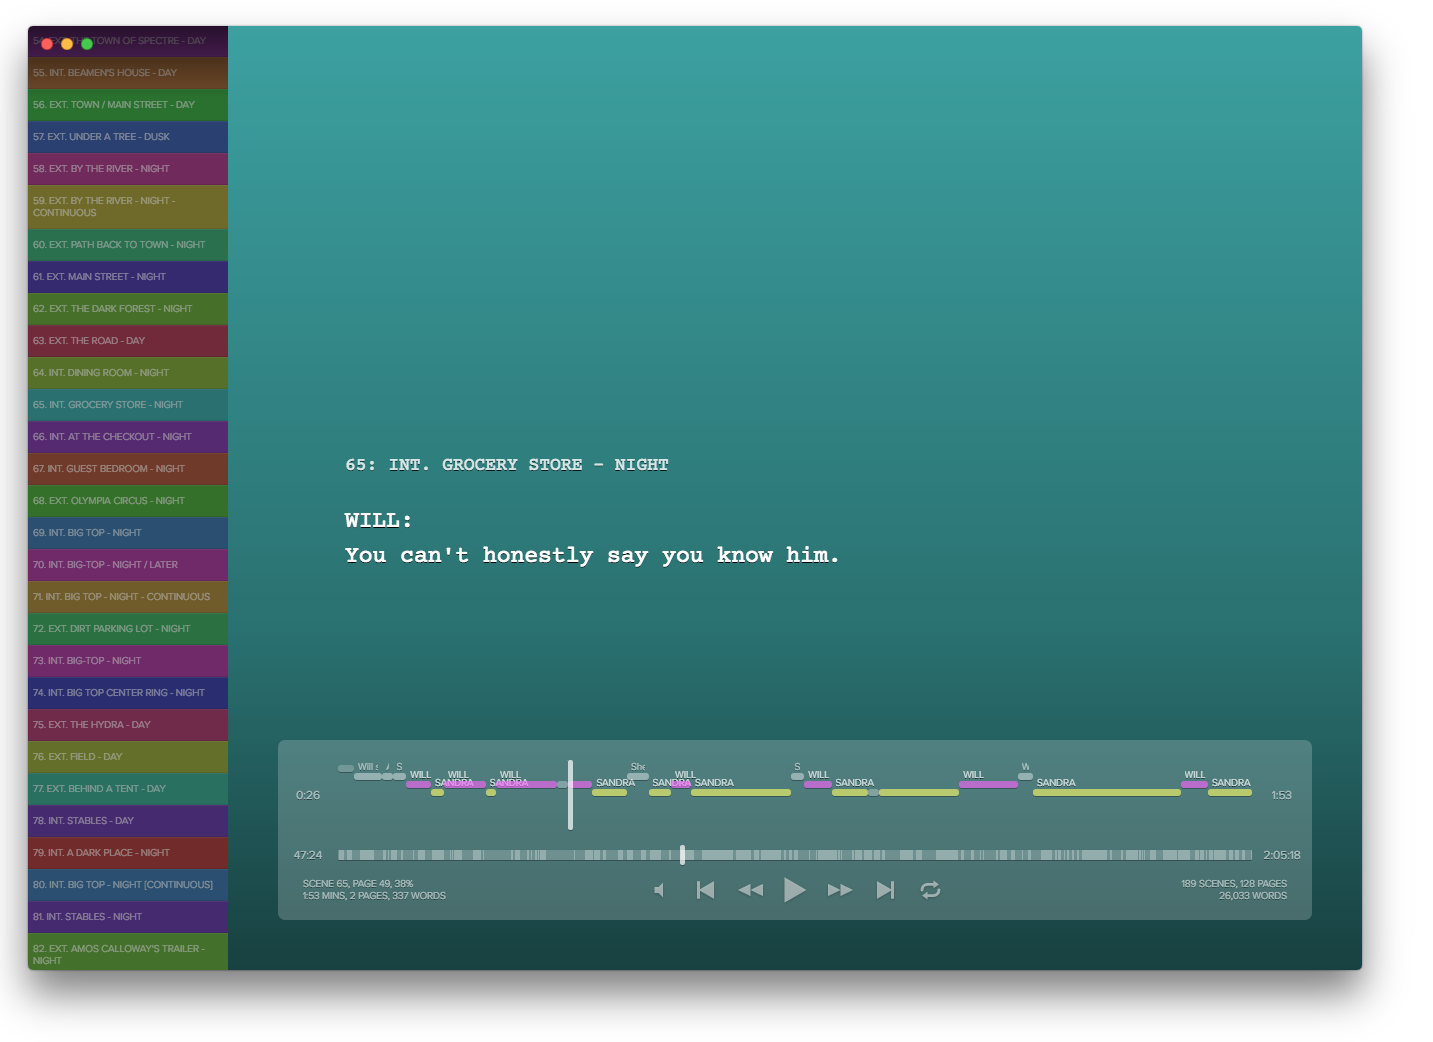 54. EXT. THE TOWN OF SPECTRE - DAY
55. INT. BEAMEN'S HOUSE - DAY
56. EXT. TOWN / MAIN STREET - DAY
57. EXT. UNDER A TREE - DUSK
58. EXT. BY THE RIVER - NIGHT
59. EXT. BY THE RIVER - NIGHT -
CONTINUOUS
60. EXT. PATH BACK TO TOWN - NIGHT
61. EXT. MAIN STREET - NIGHT
62. EXT. THE DARK FOREST - NIGHT
63. EXT. THE ROAD - DAY
64. INT. DINING ROOM - NIGHT
65. INT. GROCERY STORE - NIGHT
66. INT. AT THE CHECKOUT - NIGHT
67. INT. GUEST BEDROOM - NIGHT
68. EXT. OLYMPIA CIRCUS - NIGHT
69. INT. BIG TOP - NIGHT
70. INT. BIG-TOP - NIGHT / LATER
71. INT. BIG TOP - NIGHT - CONTINUOUS
72. EXT. DIRT PARKING LOT - NIGHT
73. INT. BIG-TOP - NIGHT
74. INT. BIG TOP CENTER RING - NIGHT
75. EXT. THE HYDRA - DAY
76. EXT. FIELD - DAY
77. EXT. BEHIND A TENT - DAY
78. INT. STABLES - DAY
79. INT. A DARK PLACE - NIGHT
80. INT. BIG TOP - NIGHT [CONTINUOUS]
81. INT. STABLES - NIGHT
82. EXT. AMOS CALLOWAY'S TRAILER -
NIGHT
65: INT. GROCERY STORE - NIGHT
WILL:
You can't honestly say you know him.
Will S She S W
WILL WILL WILL WILL WILL WILL WILL
SANDRA SANDRA SANDRA SANDRA SANDRA SANDRA SANDRA SANDRA
0:26 1:53
47:24 2:05:18
SCENE 65, PAGE 49, 38%
1:53 MINS, 2 PAGES, 337 WORDS
189 SCENES, 128 PAGES
26,033 WORDS